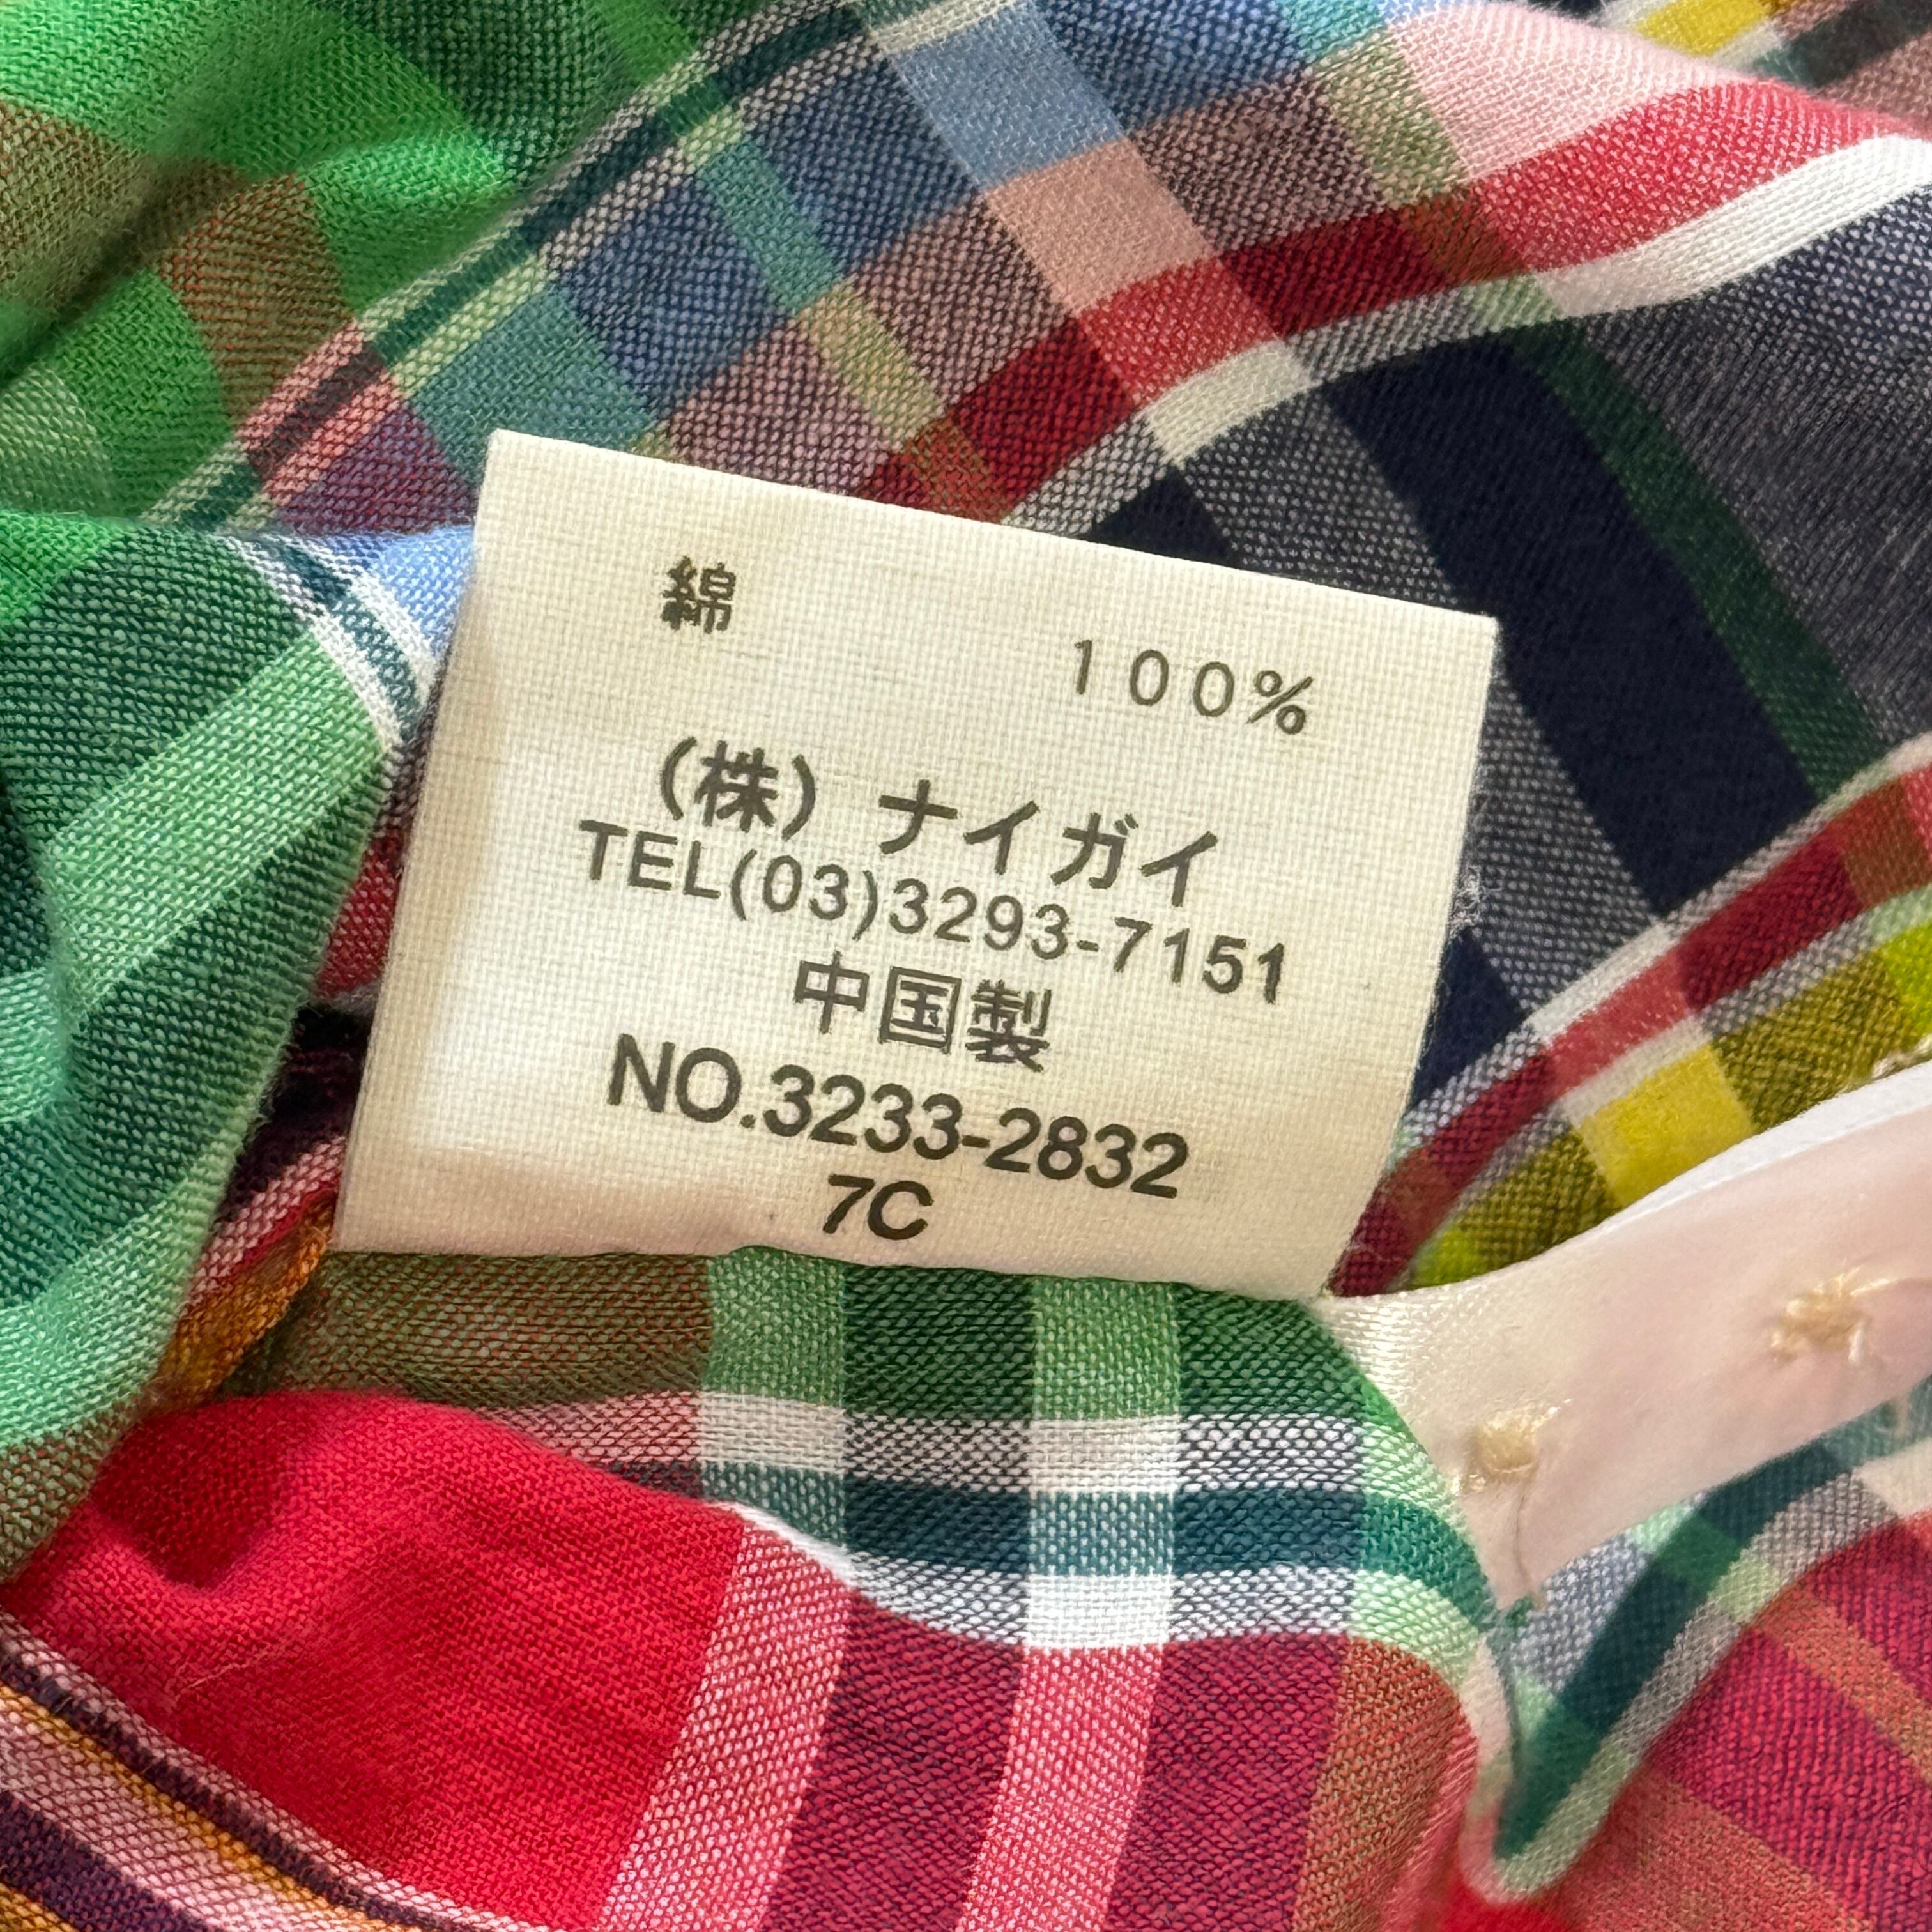 綿 100%
(株) ナイガイ
TEL(03)3293-7151
中国製
NO.3233-2832
7C